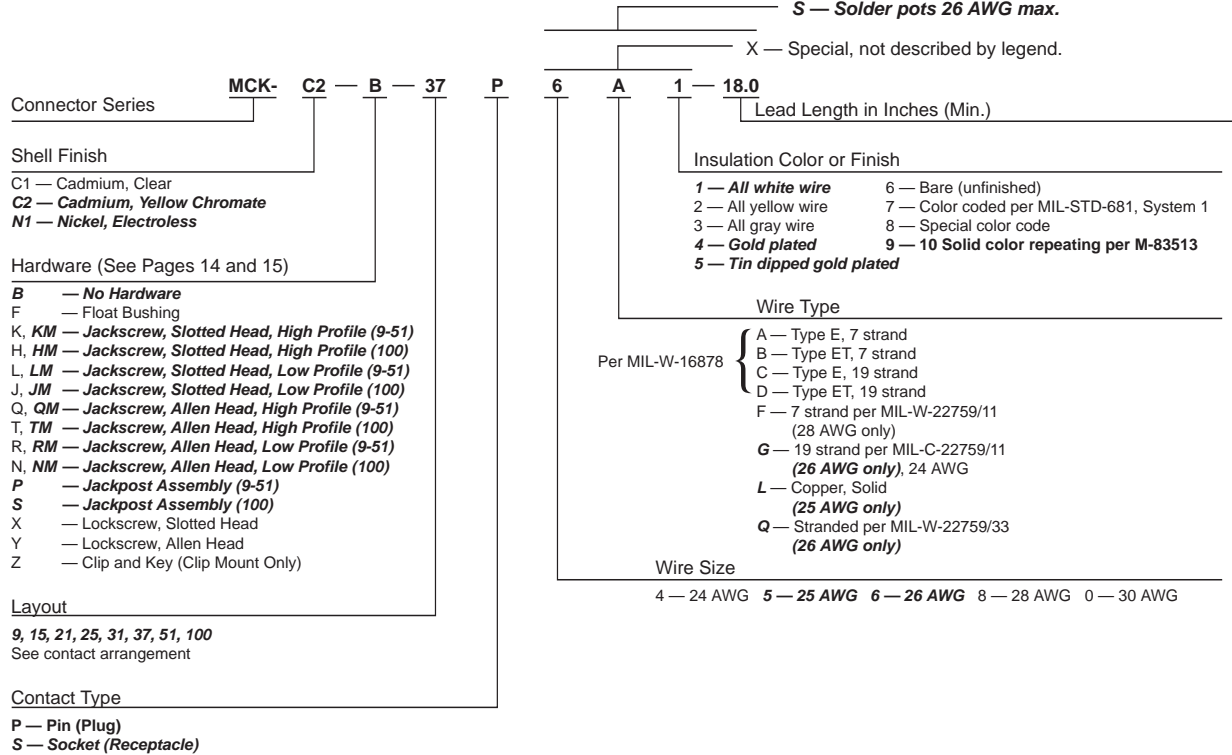 S — Solder pots 26 AWG max.
X — Special, not described by legend.
MCK- C2 — B — 37 P 6 A 1 — 18.0
Connector Series
Lead Length in Inches (Min.)
Shell Finish
C1 — Cadmium, Clear
C2 — Cadmium, Yellow Chromate
N1 — Nickel, Electroless
Hardware (See Pages 14 and 15)
B — No Hardware
F — Float Bushing
K, KM — Jackscrew, Slotted Head, High Profile (9-51)
H, HM — Jackscrew, Slotted Head, High Profile (100)
L, LM — Jackscrew, Slotted Head, Low Profile (9-51)
J, JM — Jackscrew, Slotted Head, Low Profile (100)
Q, QM — Jackscrew, Allen Head, High Profile (9-51)
T, TM — Jackscrew, Allen Head, High Profile (100)
R, RM — Jackscrew, Allen Head, Low Profile (9-51)
N, NM — Jackscrew, Allen Head, Low Profile (100)
P — Jackpost Assembly (9-51)
S — Jackpost Assembly (100)
X — Lockscrew, Slotted Head
Y — Lockscrew, Allen Head
Z — Clip and Key (Clip Mount Only)
Layout
9, 15, 21, 25, 31, 37, 51, 100
See contact arrangement
Contact Type
P — Pin (Plug)
S — Socket (Receptacle)
Insulation Color or Finish
1 — All white wire
2 — All yellow wire
3 — All gray wire
4 — Gold plated
5 — Tin dipped gold plated
6 — Bare (unfinished)
7 — Color coded per MIL-STD-681, System 1
8 — Special color code
9 — 10 Solid color repeating per M-83513
Wire Type
Per MIL-W-16878
A — Type E, 7 strand
B — Type ET, 7 strand
C — Type E, 19 strand
D — Type ET, 19 strand
F — 7 strand per MIL-W-22759/11
(28 AWG only)
G — 19 strand per MIL-C-22759/11
(26 AWG only), 24 AWG
L — Copper, Solid
(25 AWG only)
Q — Stranded per MIL-W-22759/33
(26 AWG only)
Wire Size
4 — 24 AWG 5 — 25 AWG 6 — 26 AWG 8 — 28 AWG 0 — 30 AWG